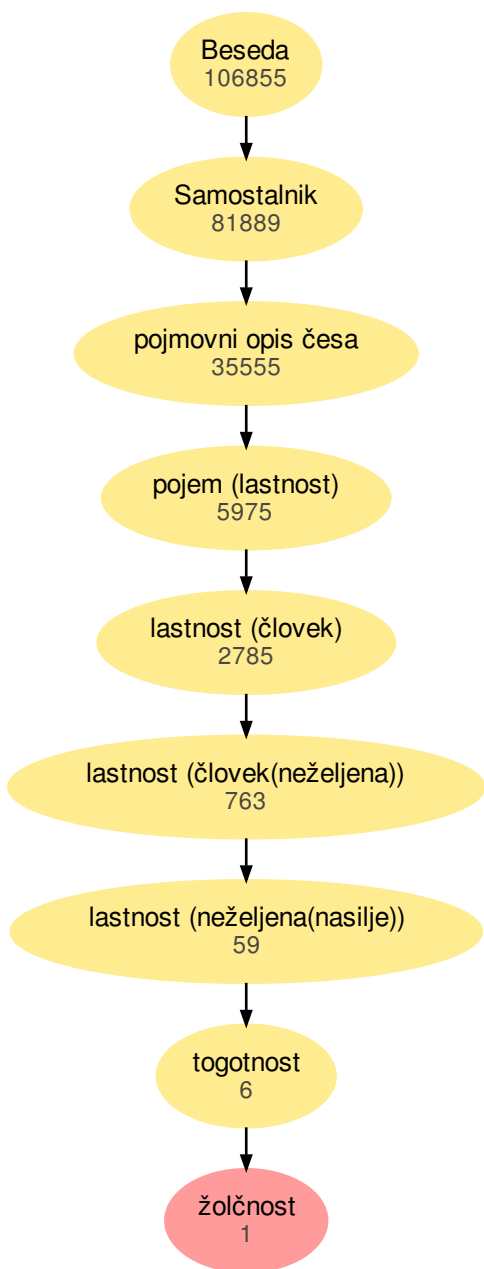 Beseda
106855
Samostalnik
81889
pojmovni opis česa
35555
pojem (lastnost)
5975
lastnost (človek)
2785
lastnost (človek(neželjena))
763
lastnost (neželjena(nasilje))
59
togotnost
6
žolčnost
1